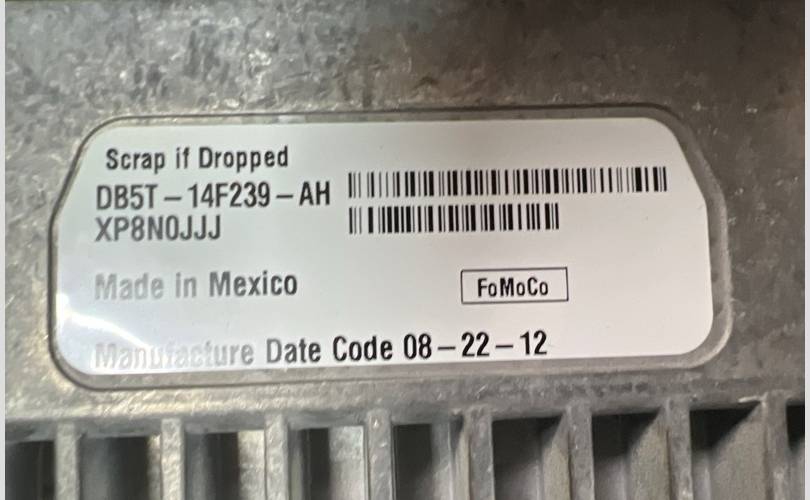 Scrap if Dropped
DB5T-14F239-AH
XP8N0JJJ
Made in Mexico
FoMoCo
Manufacture Date Code 08-22-12